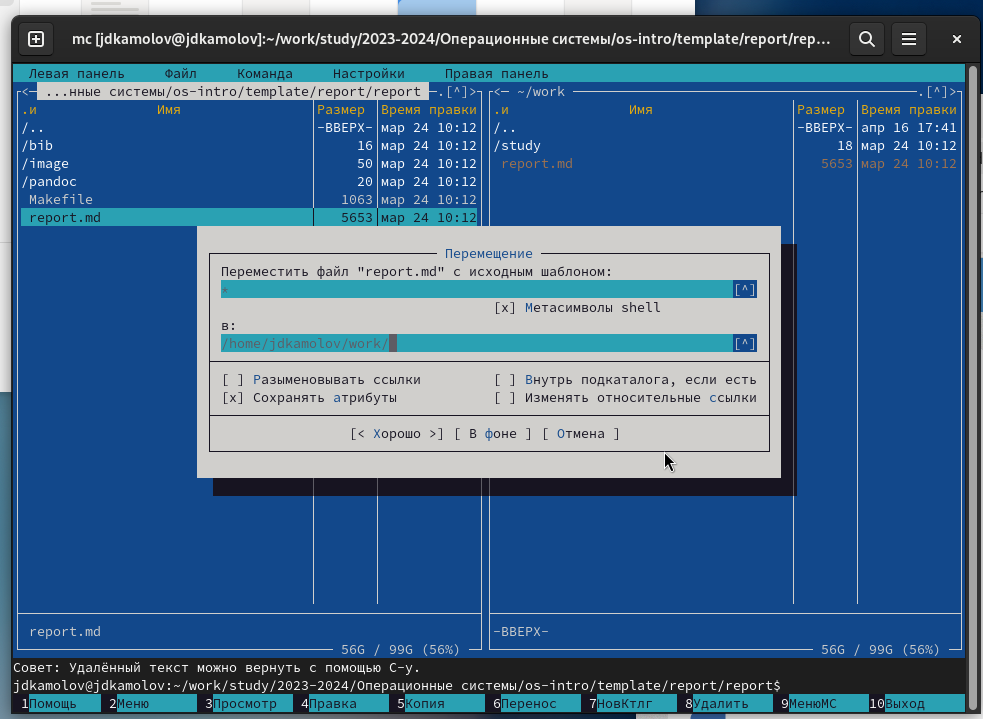 mc [jdkamolov@jdkamolov]:~/work/study/2023-2024/Операционные системы/os-intro/template/report/rep...
Левая панель Файл Команда Настройки Правая панель
<─ ...нные системы/os-intro/template/report/report ─.[^]>
.и Имя Размер Время правки
/.. -ВВЕРХ- мар 24 10:12
/bib 16 мар 24 10:12
/image 50 мар 24 10:12
/pandoc 20 мар 24 10:12
Makefile 1063 мар 24 10:12
report.md 5653 мар 24 10:12
<─ ~/work .[^]>
.и Имя Размер Время правки
/.. -ВВЕРХ- апр 16 17:41
/study 18 мар 24 10:12
report.md 5653 мар 24 10:12
Перемещение
Переместить файл "report.md" с исходным шаблоном:
* [^]
[x] Метасимволы shell
в:
/home/jdkamolov/work/ [^]
[ ] Разыменовывать ссылки [ ] Внутрь подкаталога, если есть
[x] Сохранять атрибуты [ ] Изменять относительные ссылки
[< Хорошо >] [ В фоне ] [ Отмена ]
report.md
56G / 99G (56%)
-ВВЕРХ-
56G / 99G (56%)
Совет: Удалённый текст можно вернуть с помощью C-y.
jdkamolov@jdkamolov:~/work/study/2023-2024/Операционные системы/os-intro/template/report/report$
1Помощь 2Меню 3Просмотр 4Правка 5Копия 6Перенос 7НовКтлг 8Удалить 9МенюMC 10Выход